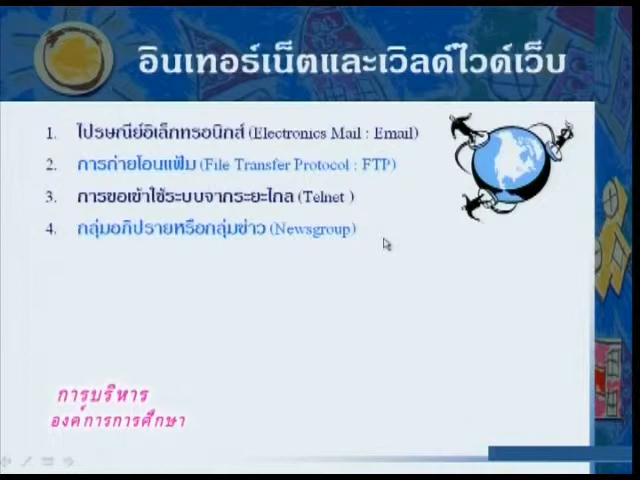 อินเทอร์เน็ตและเวิลด์ไวด์เว็บ
1. ไปรษณีย์อิเล็กทรอนิกส์ (Electronics Mail : Email)
2. การถ่ายโอนแฟ้ม (File Transfer Protocol : FTP)
3. การขอเข้าใช้ระบบจากระยะไกล (Telnet )
4. กลุ่มอภิปรายหรือกลุ่มข่าว (Newsgroup)
การบริหาร
องค์การการศึกษา